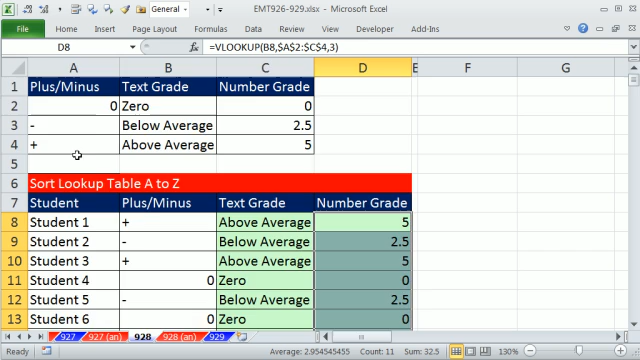 EMT926-929.xlsx - Microsoft Excel
General
File Home Insert Page Layout Formulas Data Review View Developer Add-Ins
D8 fx =VLOOKUP(B8,$A$2:$C$4,3)
A B C D E F G
1 Plus/Minus Text Grade Number Grade
2 0 Zero 0
3 - Below Average 2.5
4 + Above Average 5
5
6 Sort Lookup Table A to Z
7 Student Plus/Minus Text Grade Number Grade
8 Student 1 + Above Average 5
9 Student 2 - Below Average 2.5
10 Student 3 + Above Average 5
11 Student 4 0 Zero 0
12 Student 5 - Below Average 2.5
13 Student 6 0 Zero 0
927 927 (an) 928 928 (an) 929
Average: 2.954545455 Count: 11 Sum: 32.5 130%